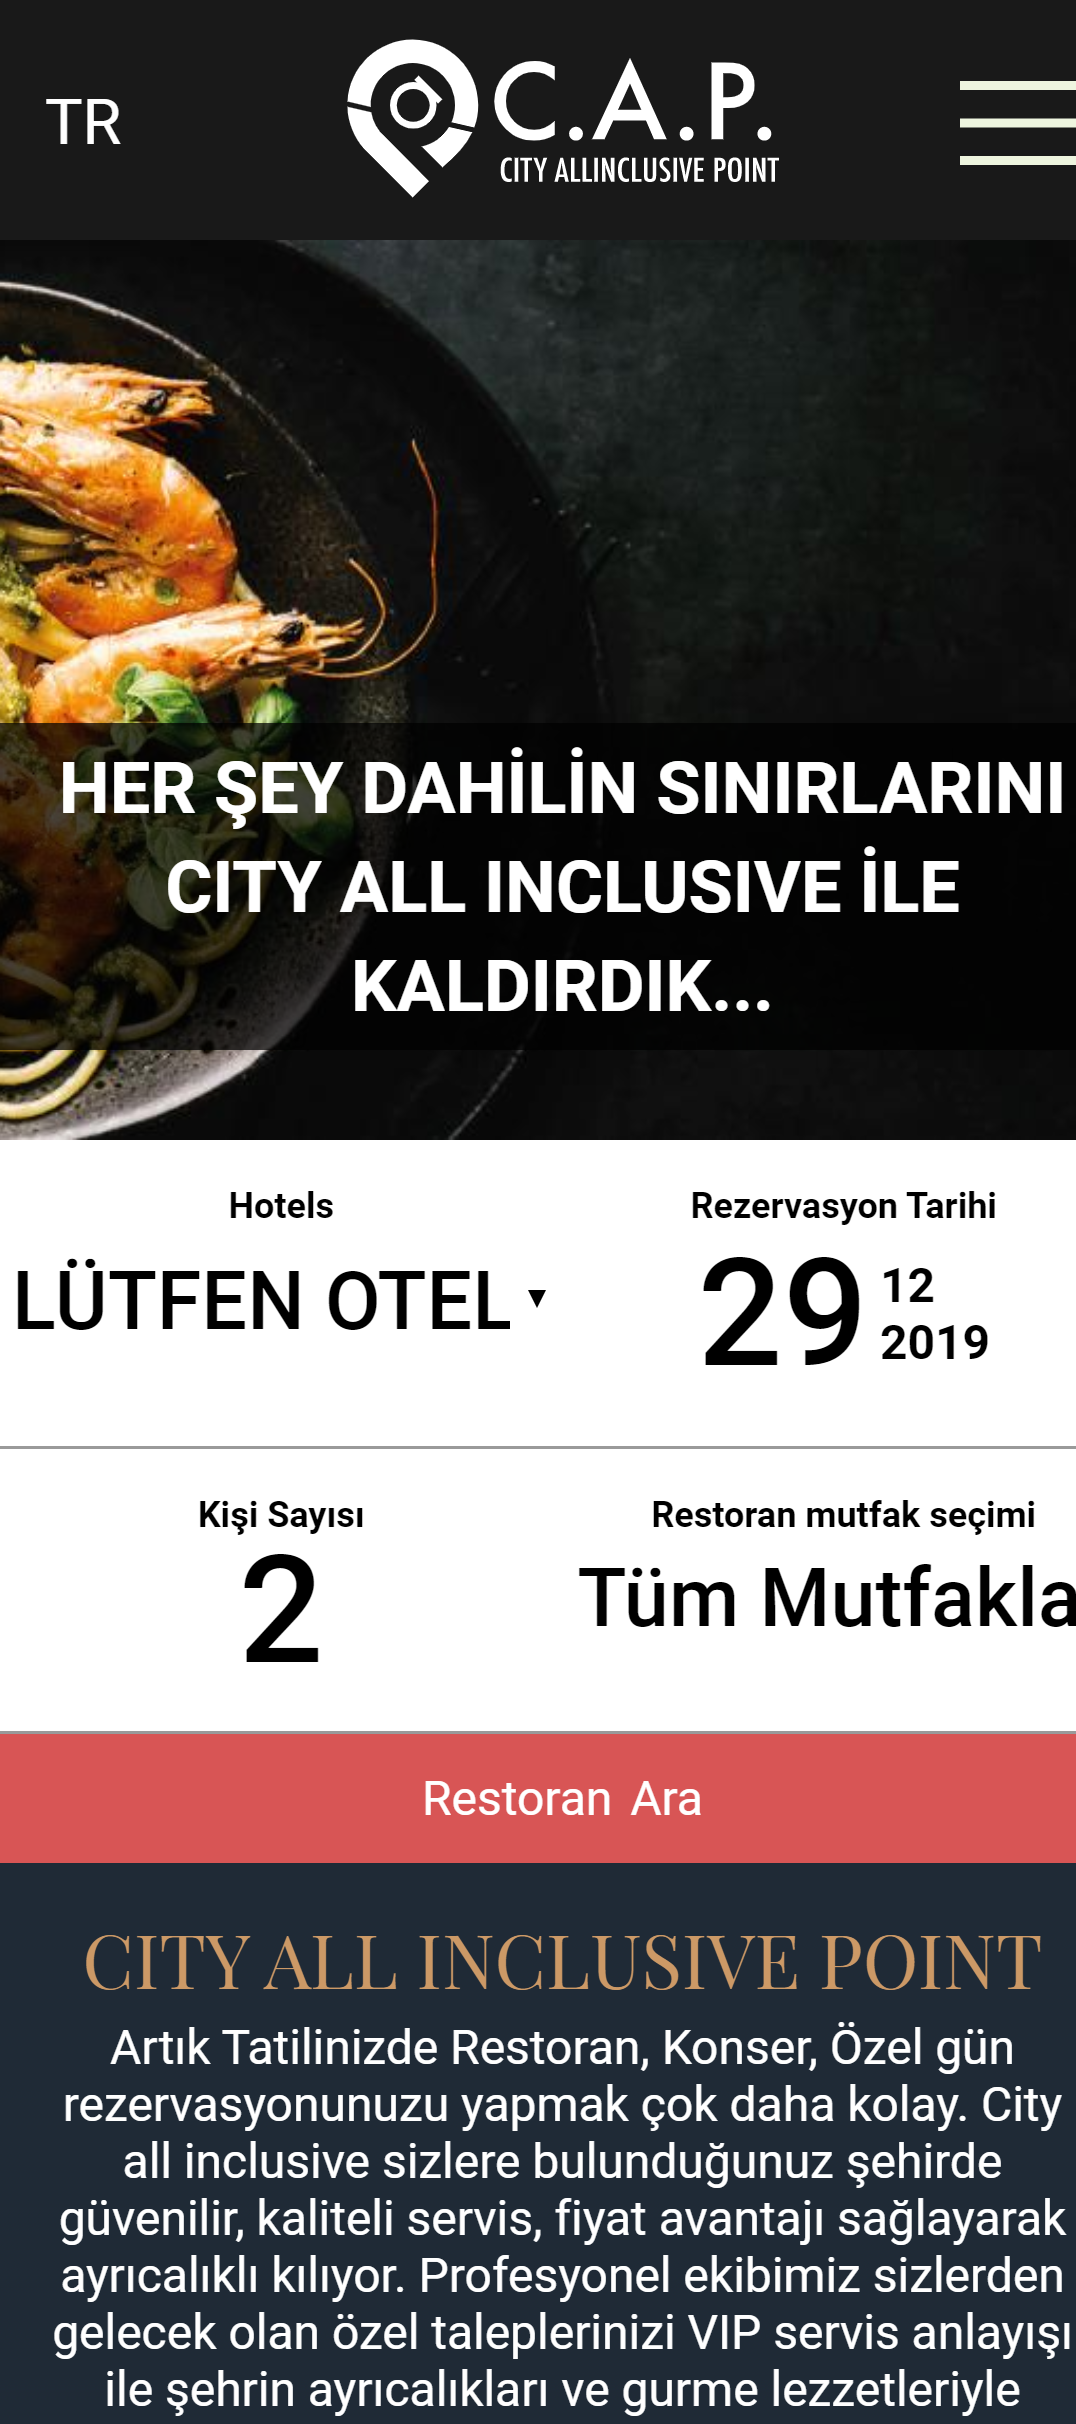 TR
C.A.P.
CITY ALLINCLUSIVE POINT
HER ŞEY DAHİLİN SINIRLARINI
CITY ALL INCLUSIVE İLE
KALDIRDIK...
Hotels
LÜTFEN OTEL
Rezervasyon Tarihi
29
12
2019
Kişi Sayısı
2
Restoran mutfak seçimi
Tüm Mutfakla
Restoran Ara
CITY ALL INCLUSIVE POINT
Artık Tatilinizde Restoran, Konser, Özel gün
rezervasyonunuzu yapmak çok daha kolay. City
all inclusive sizlere bulunduğunuz şehirde
güvenilir, kaliteli servis, fiyat avantajı sağlayarak
ayrıcalıklı kılıyor. Profesyonel ekibimiz sizlerden
gelecek olan özel taleplerinizi VIP servis anlayışı
ile şehrin ayrıcalıkları ve gurme lezzetleriyle